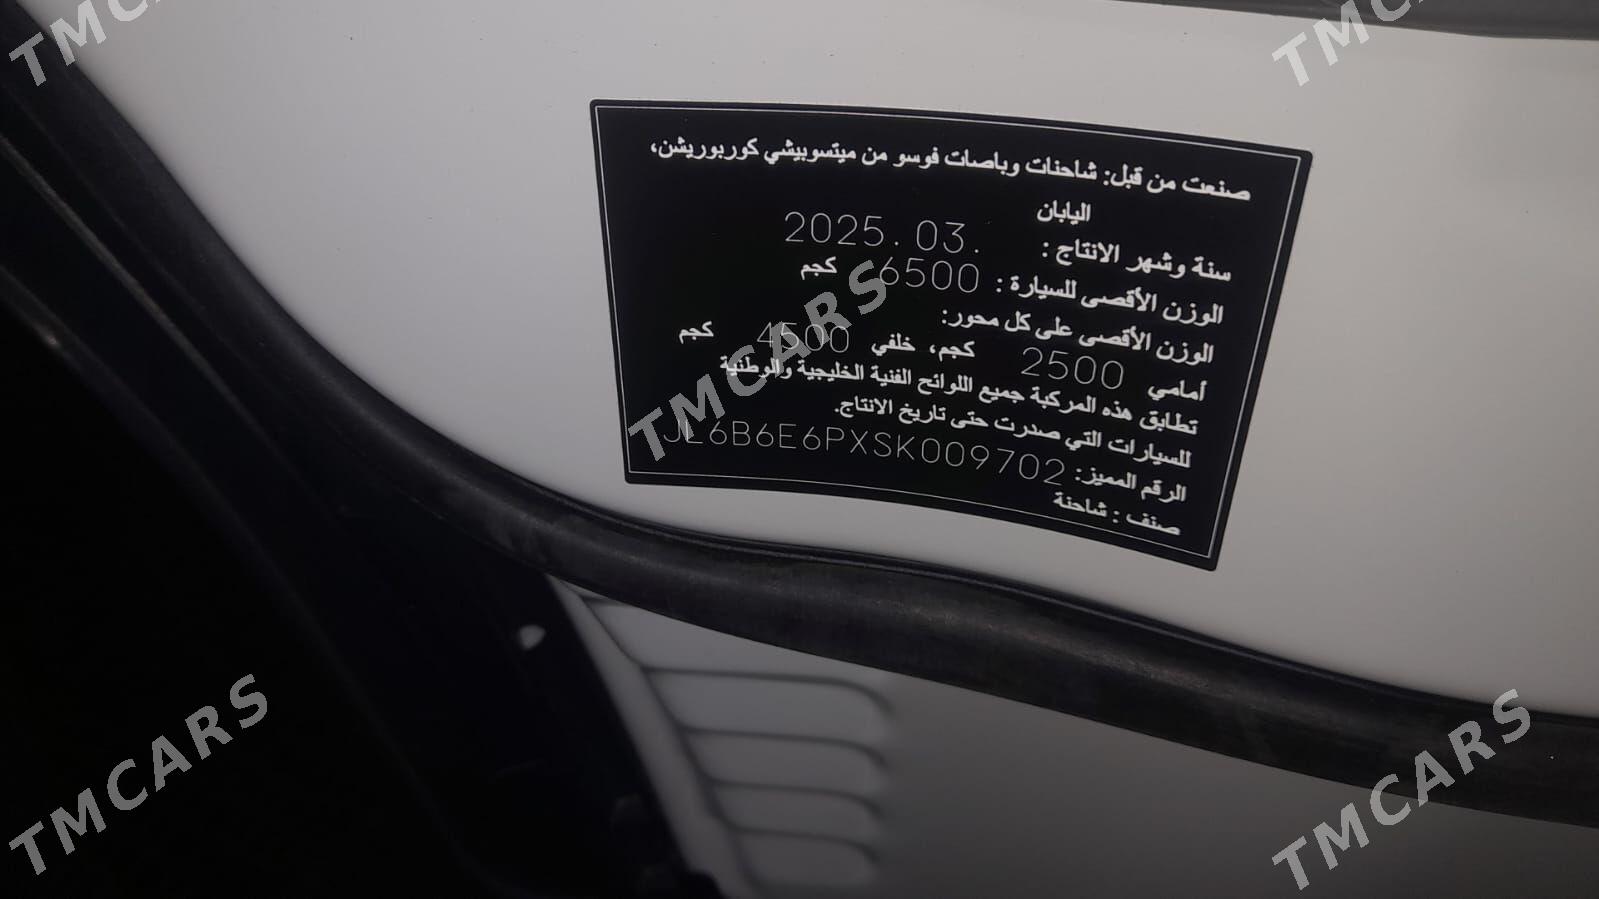 صنعت من قبل: شاحنات وباصات فوسو من ميتسوبيشي كوربوريشن،
اليابان
سنة وشهر الانتاج : 2025.03.
الوزن الأقصى للسيارة : 6500 كجم
الوزن الأقصى على كل محور:
أمامي 2500 كجم، خلفي 4500 كجم
تطابق هذه المركبة جميع اللوائح الفنية الخليجية والوطنية
للسيارات التي صدرت حتى تاريخ الانتاج.
الرقم المميز: JL6B6E6PXSK009702
صنف : شاحنة
TMCARS
TMCARS
TMCARS
TMCARS
TMCARS